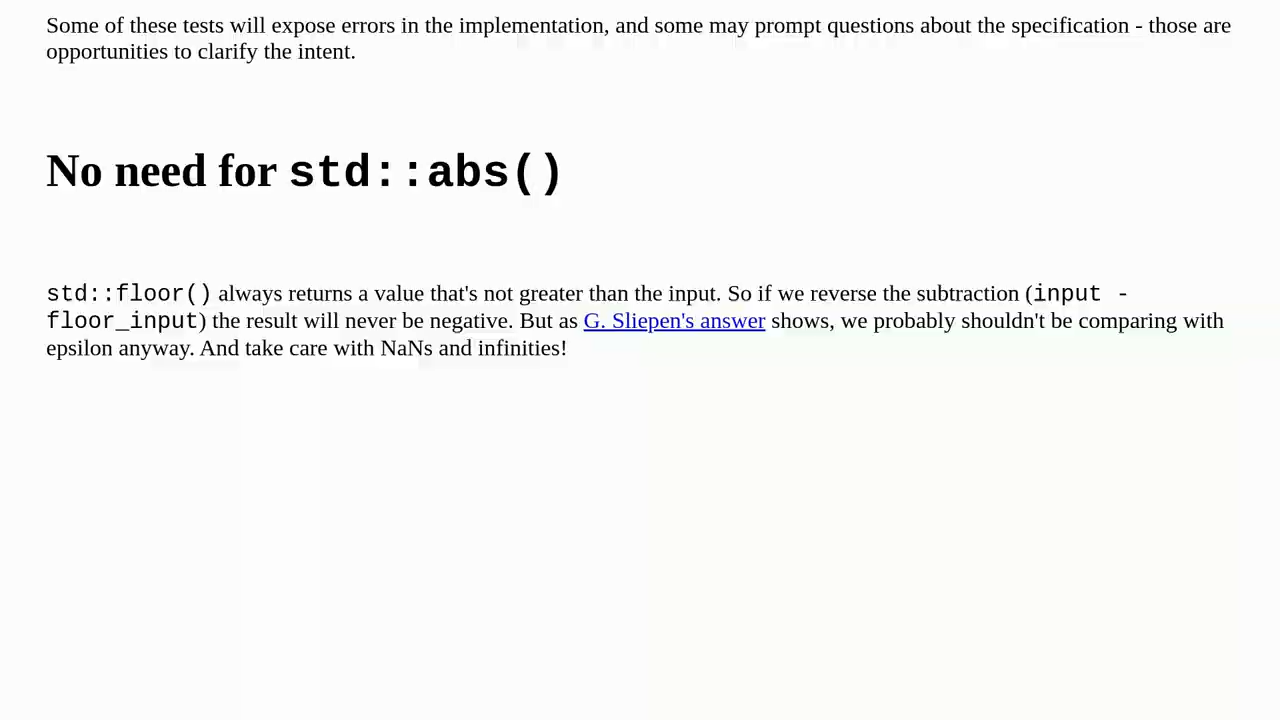 Some of these tests will expose errors in the implementation, and some may prompt questions about the specification - those are
opportunities to clarify the intent.
No need for std::abs()
std::floor() always returns a value that's not greater than the input. So if we reverse the subtraction (input -
floor_input) the result will never be negative. But as G. Sliepen's answer shows, we probably shouldn't be comparing with
epsilon anyway. And take care with NaNs and infinities!